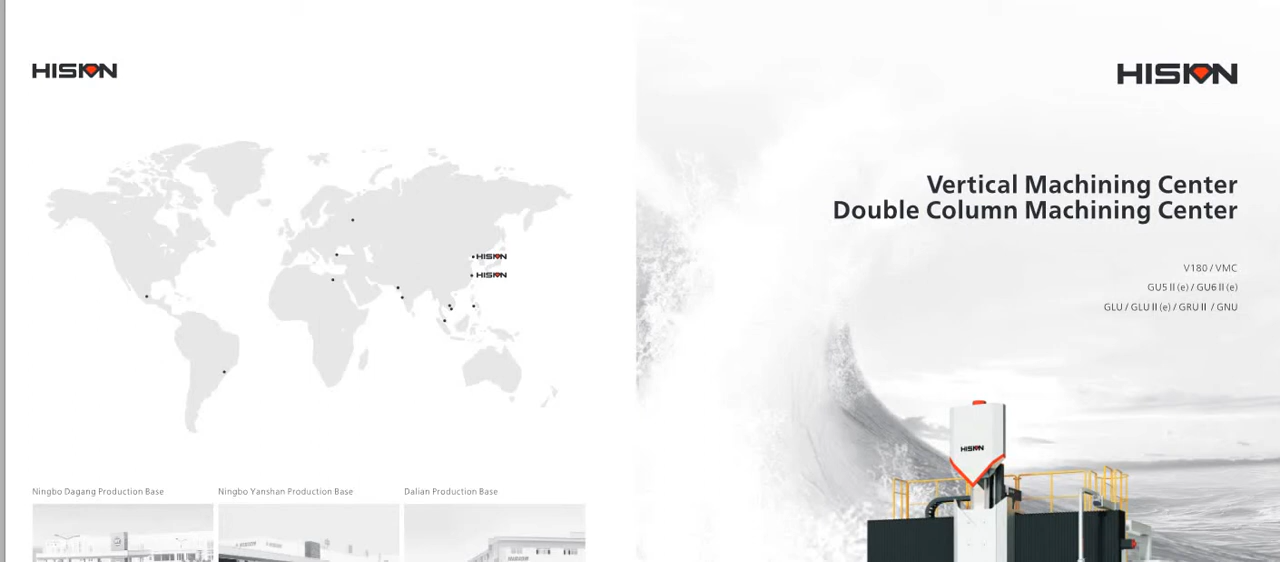 HISION
HISION
HISION
Ningbo Dagang Production Base
Ningbo Yanshan Production Base
Dalian Production Base
HISION
Vertical Machining Center
Double Column Machining Center
V180 / VMC
GU5 II (e) / GU6 II (e)
GLU / GLU II (e) / GRU II / GNU
HISION